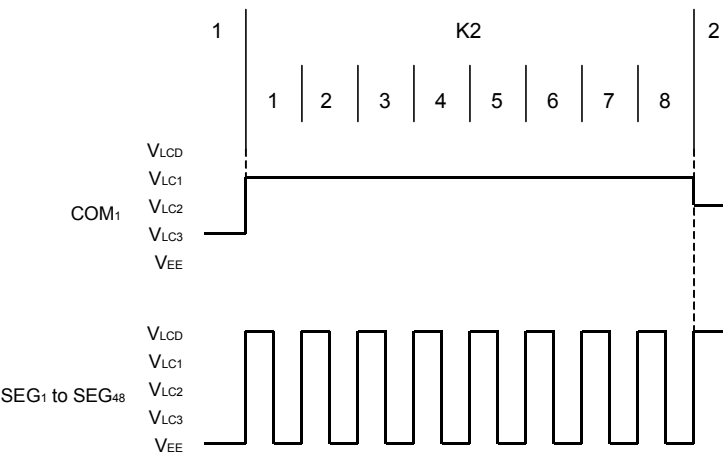 1 K2 2
1 2 3 4 5 6 7 8
VLCD
VLC1
COM1 VLC2
VLC3
VEE
VLCD
VLC1
SEG1 to SEG48 VLC2
VLC3
VEE